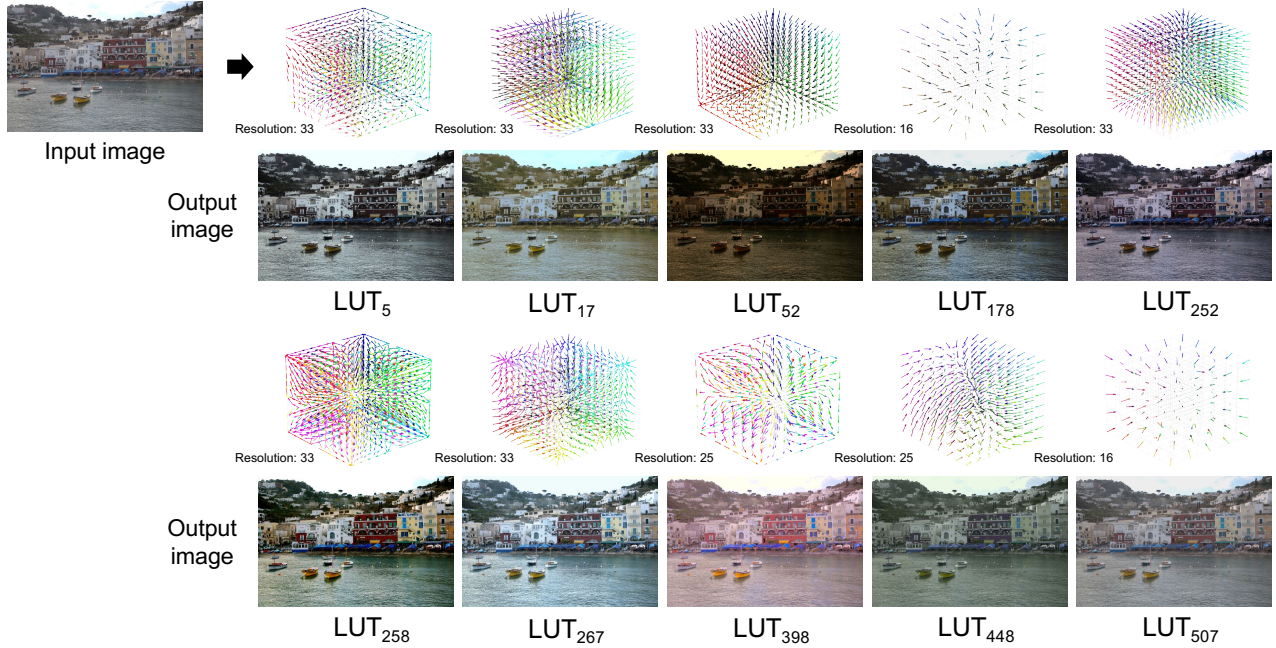 Input image
Resolution: 33
Resolution: 33
Resolution: 33
Resolution: 16
Resolution: 33
Output
image
LUT5
LUT17
LUT52
LUT178
LUT252
Resolution: 33
Resolution: 33
Resolution: 25
Resolution: 25
Resolution: 16
Output
image
LUT258
LUT267
LUT398
LUT448
LUT507